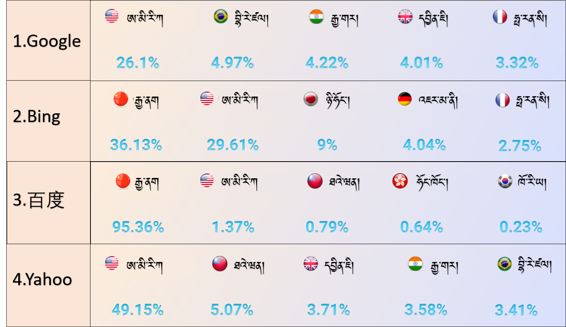 1.Google
ཨ་མི་རི་ཀ བྷྲི་རེ་ཛལ། རྒྱ་གར། དབྱིན་ཇི། ཧྥ་རན་སི།
26.1% 4.97% 4.22% 4.01% 3.32%
2.Bing
རྒྱ་ནག ཨ་མི་རི་ཀ ཉི་ཧོང་། འཇར་མ་ནི། ཧྥ་རན་སི།
36.13% 29.61% 9% 4.04% 2.75%
3.百度
རྒྱ་ནག ཨ་མི་རི་ཀ ཐའེ་ཝན། ཧོང་ཁོང་། ཁོ་རི་ཡ།
95.36% 1.37% 0.79% 0.64% 0.23%
4.Yahoo
ཨ་མི་རི་ཀ ཐའེ་ཝན། དབྱིན་ཇི། རྒྱ་གར། བྷྲི་རེ་ཛལ།
49.15% 5.07% 3.71% 3.58% 3.41%